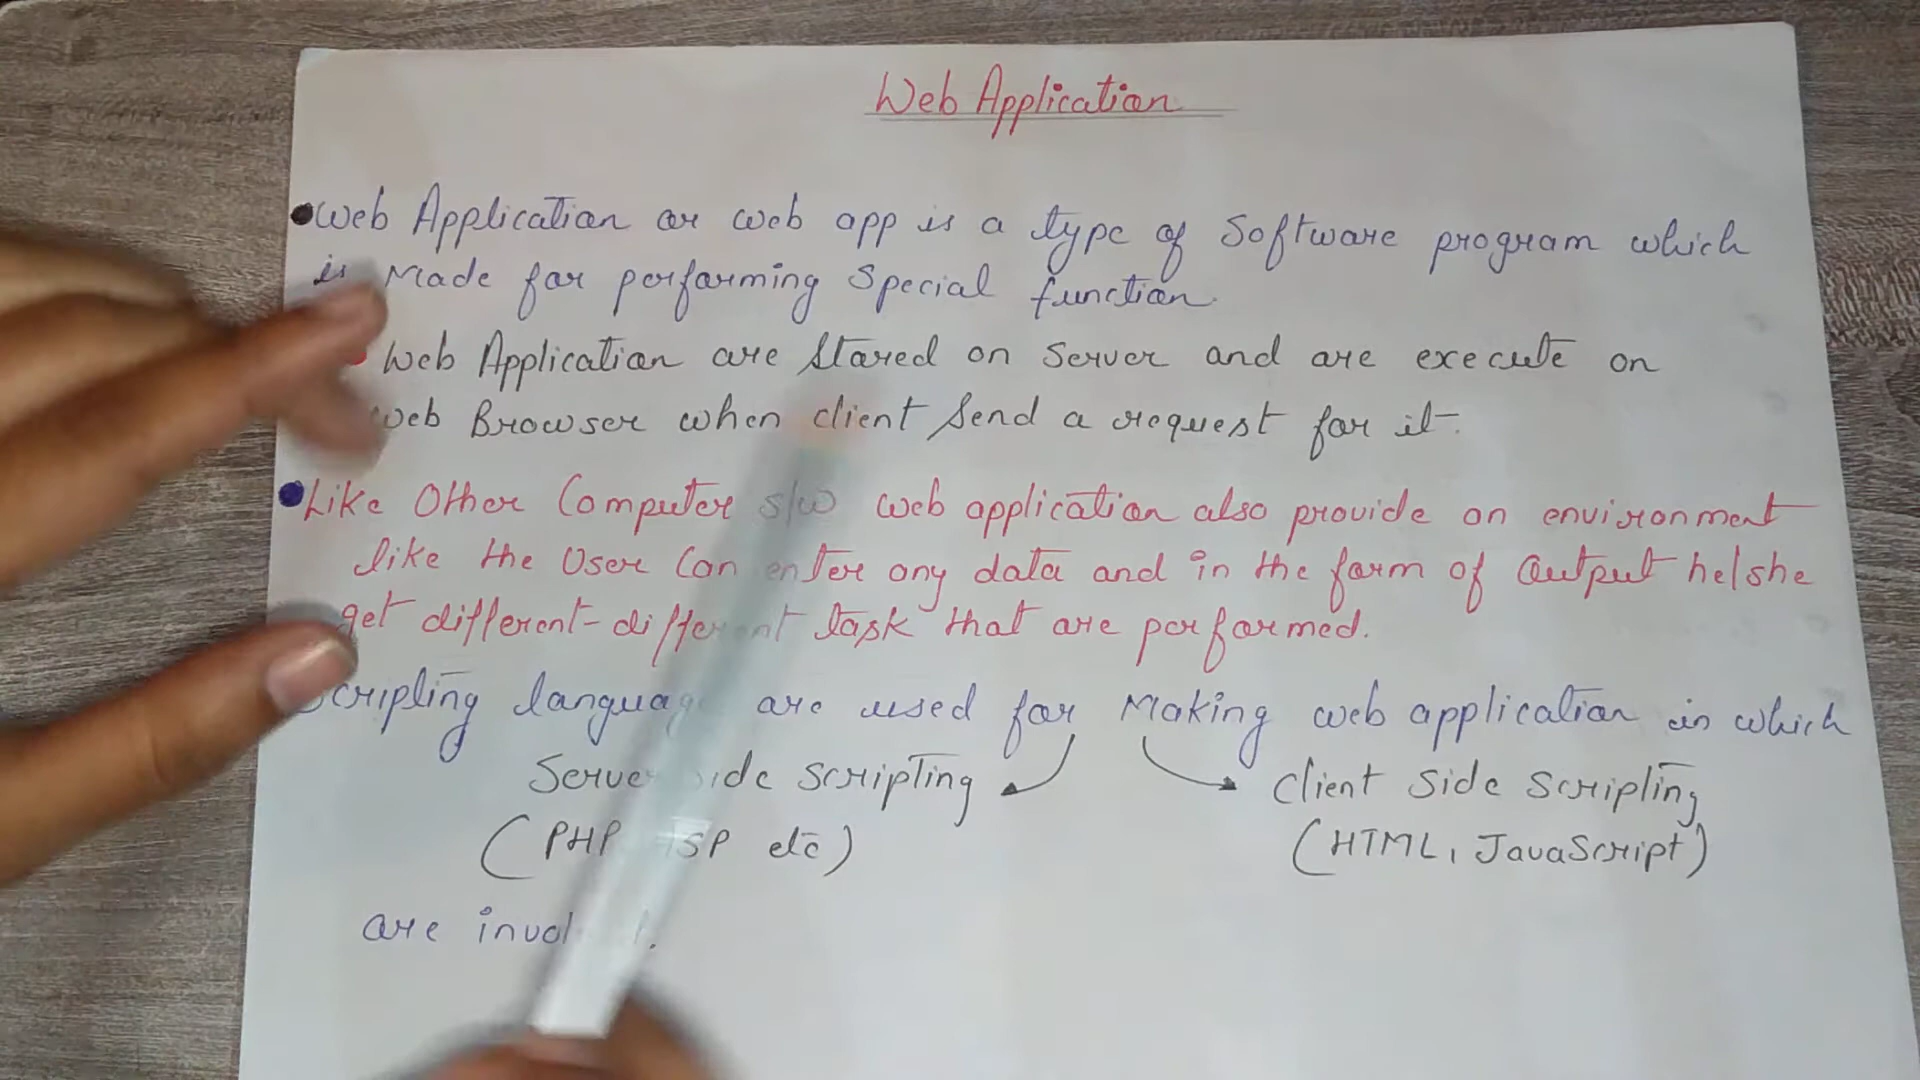 Web Application
Web Application or web app is a type of Software program which
is Made for performing Special function.
Web Application are Stored on Server and are execute on
web Browser when client Send a request for it.
Like Other Computer s/w web application also provide an environment
like the User Can enter any data and in the form of Output he/she
get different-different task that are performed.
language are used for Making web application in which
Side Scripting Client Side Scripting
(PHP etc) (HTML, JavaScript)
are